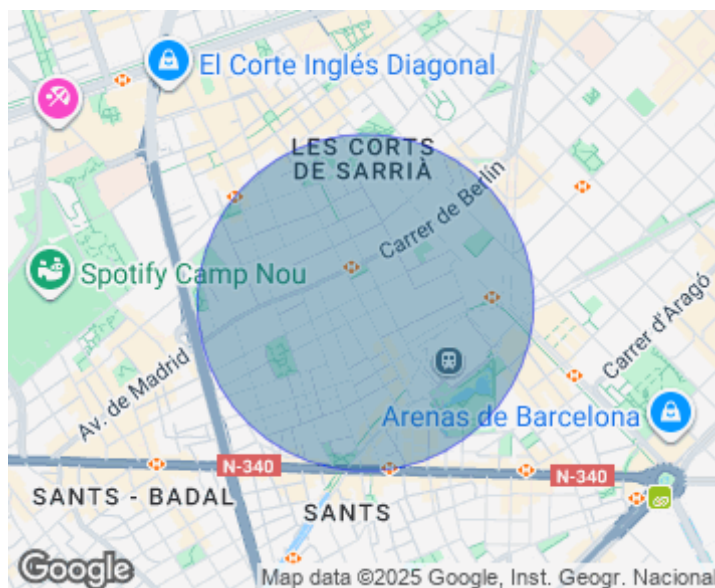 El Corte Inglés Diagonal
LES CORTS
DE SARRIÀ
Carrer de Berlín
Spotify Camp Nou
Carrer d'Aragó
Av. de Madrid
Arenas de Barcelona
N-340
N-340
SANTS - BADAL
SANTS
Google
Map data ©2025 Google, Inst. Geogr. Nacional